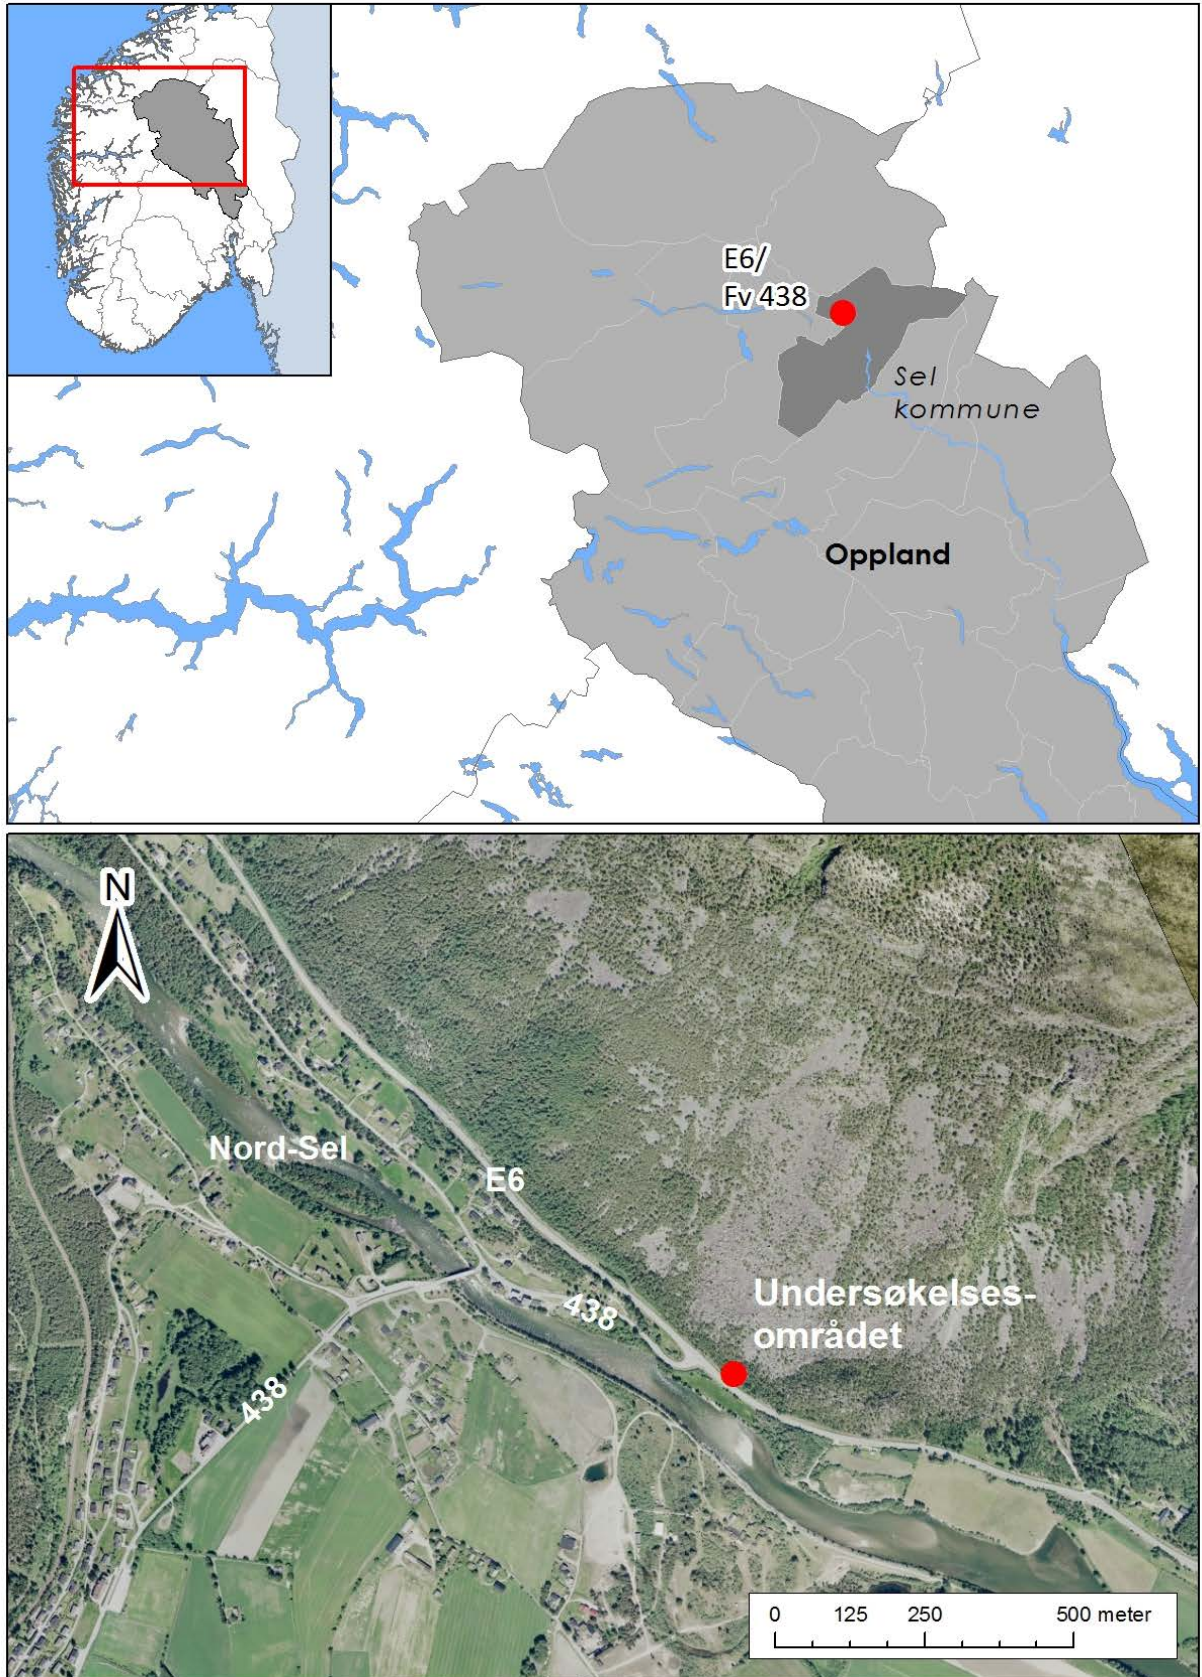 E6/
Fv 438
Sel
kommune
Oppland
N
Nord-Sel
E6
438
Undersøkelses-
området
438
0 125 250 500 meter